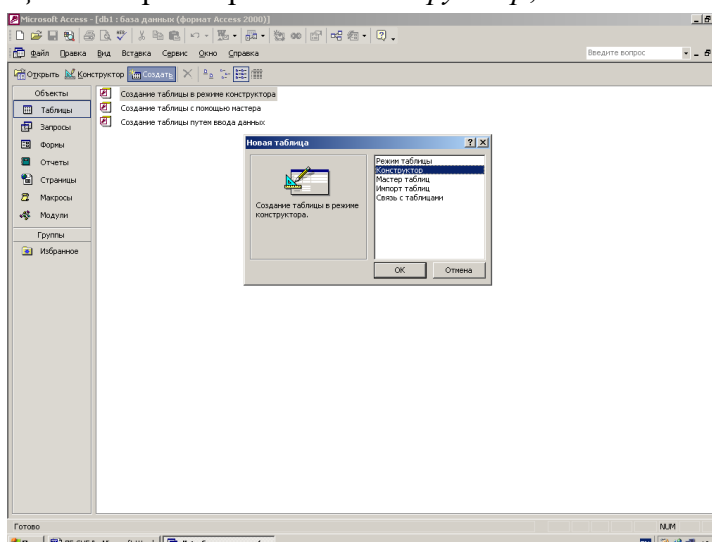 Microsoft Access - [db1 : база данных (формат Access 2000)]
Файл Правка Вид Вставка Сервис Окно Справка
Введите вопрос
Открыть Конструктор Создать
Объекты
Таблицы
Запросы
Формы
Отчеты
Страницы
Макросы
Модули
Группы
Избранное
Создание таблицы в режиме конструктора
Создание таблицы с помощью мастера
Создание таблицы путем ввода данных
Новая таблица
Создание таблицы в режиме
конструктора.
Режим таблицы
Конструктор
Мастер таблиц
Импорт таблиц
Связь с таблицами
OK Отмена
Готово NUM